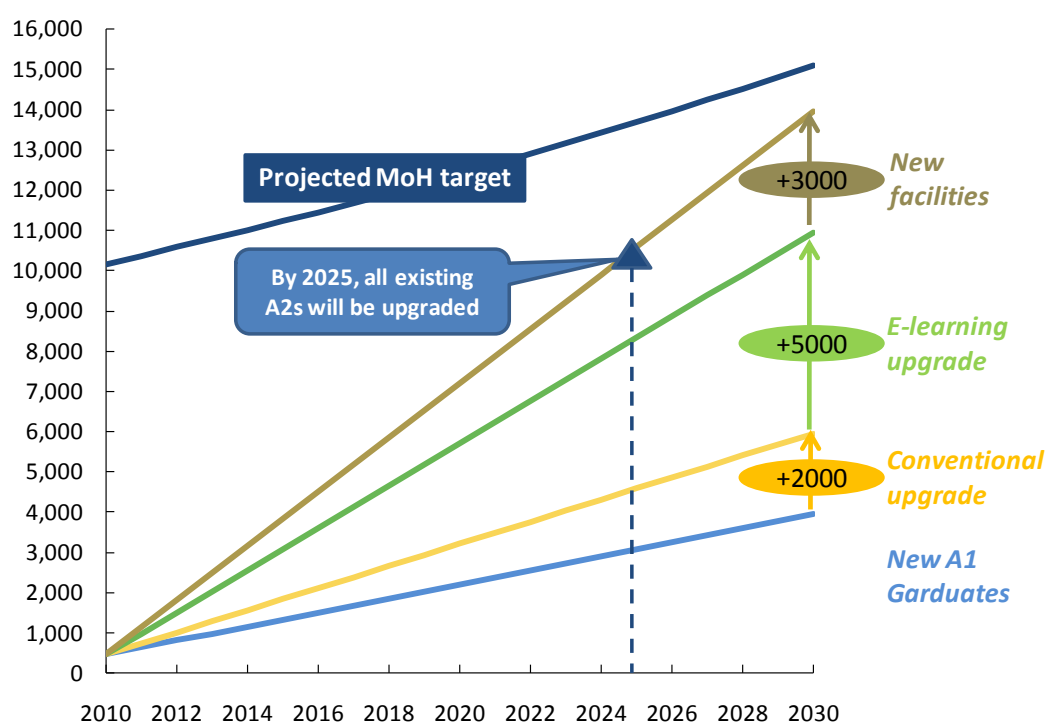 16,000
15,000
14,000
13,000
12,000
11,000
10,000
9,000
8,000
7,000
6,000
5,000
4,000
3,000
2,000
1,000
0
Projected MoH target
By 2025, all existing
A2s will be upgraded
+3000
New
facilities
+5000
E-learning
upgrade
+2000
Conventional
upgrade
New A1
Garduates
2010 2012 2014 2016 2018 2020 2022 2024 2026 2028 2030